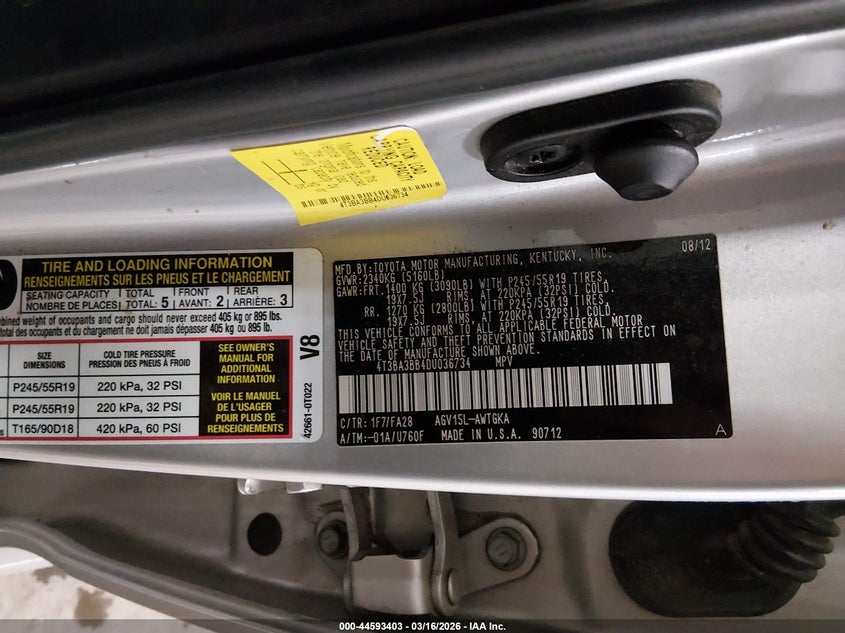 CAUTION: LOAD
CARRYING CAPACITY
REDUCED
4T3BA3BB4DU036734
TIRE AND LOADING INFORMATION
RENSEIGNEMENTS SUR LES PNEUS ET LE CHARGEMENT
SEATING CAPACITY TOTAL FRONT REAR
NOMBRE DE PLACES TOTAL 5 AVANT: 2 ARRIÈRE: 3
weight of occupants and cargo should never exceed 405 kg or 895 lbs.
total des occupants et du chargement ne doit jamais dépasser 405 kg ou 895 lb.
SIZE COLD TIRE PRESSURE
DIMENSIONS PRESSION DES PNEUS À FROID
P245/55R19 220 kPa, 32 PSI
P245/55R19 220 kPa, 32 PSI
T165/90D18 420 kPa, 60 PSI
SEE OWNER'S
MANUAL FOR
ADDITIONAL
INFORMATION
VOIR LE MANUEL
DE L'USAGER
POUR PLUS DE
RENSEIGNEMENTS
V8
42661-0T022
MFD.BY:TOYOTA MOTOR MANUFACTURING, KENTUCKY, INC. 08/12
GVWR:2340KG (5160LB)
GAWR:FRT. 1400 KG (3090LB) WITH P245/55R19 TIRES,
19X7.5J RIMS, AT 220KPA (32PSI) COLD.
RR. 1270 KG (2800LB) WITH P245/55R19 TIRES,
19X7.5J RIMS, AT 220KPA (32PSI) COLD.
THIS VEHICLE CONFORMS TO ALL APPLICABLE FEDERAL MOTOR
VEHICLE SAFETY AND THEFT PREVENTION STANDARDS IN EFFECT ON
THE DATE OF MANUFACTURE SHOWN ABOVE.
4T3BA3BB4DU036734 MPV
C/TR: 1F7/FA28 AGV15L-AWTGKA
A/TM:-01A/U760F MADE IN U.S.A. 90712
A
000-44593403 - 03/16/2026 - IAA Inc.